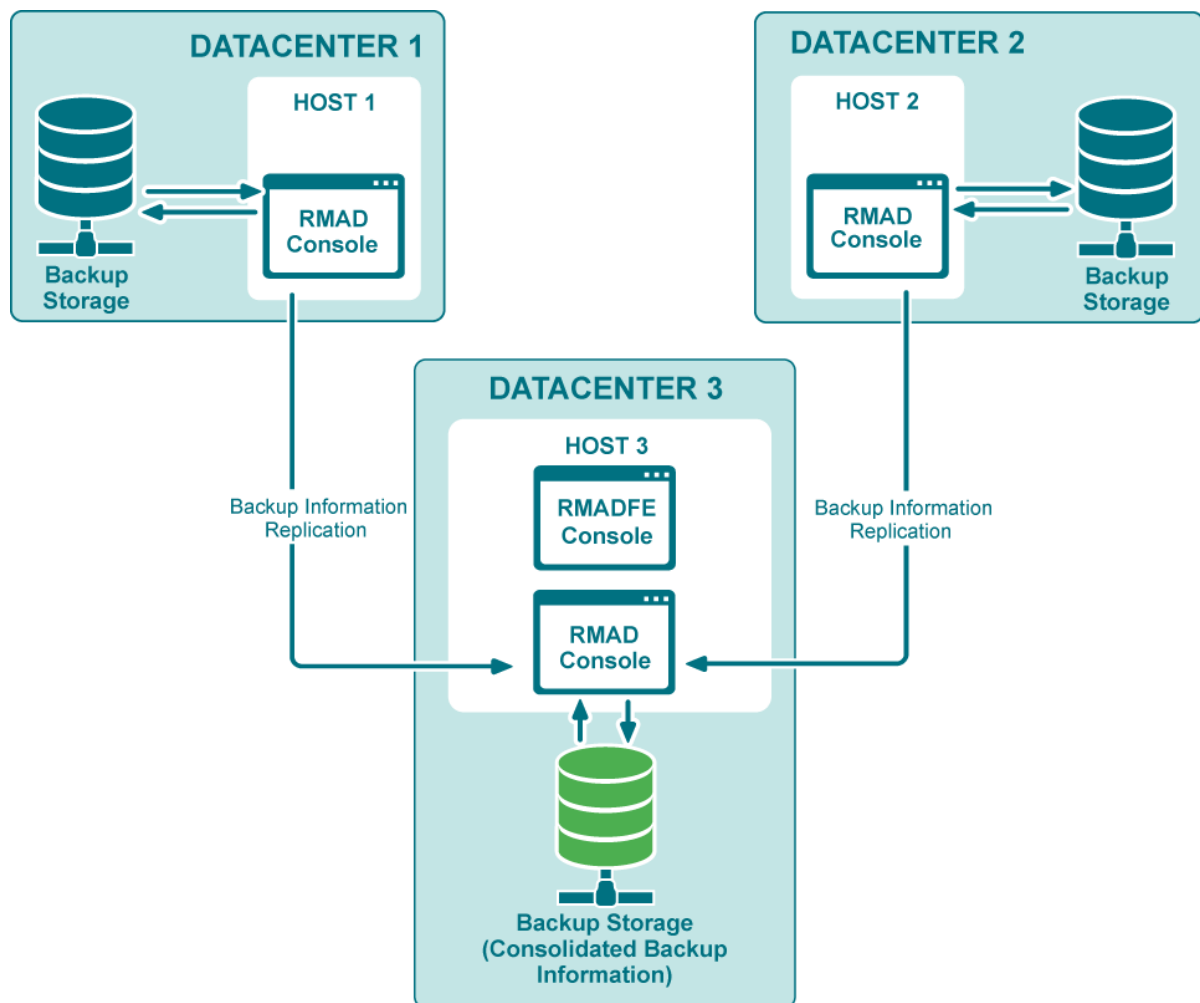 DATACENTER 1
HOST 1
RMAD
Console
Backup
Storage
DATACENTER 2
HOST 2
RMAD
Console
Backup
Storage
Backup Information
Replication
Backup Information
Replication
DATACENTER 3
HOST 3
RMADFE
Console
RMAD
Console
Backup Storage
(Consolidated Backup
Information)